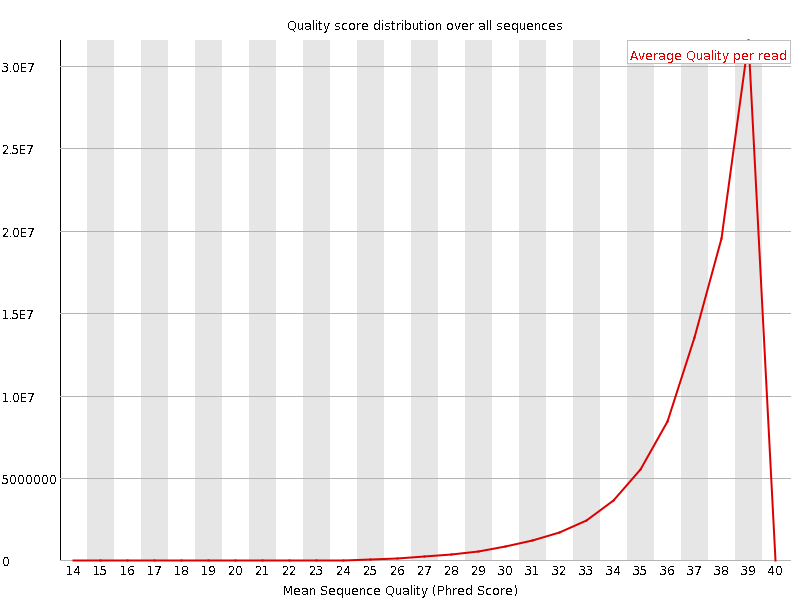 Quality score distribution over all sequences
Average Quality per read
3.0E7
2.5E7
2.0E7
1.5E7
1.0E7
5000000
0
14 15 16 17 18 19 20 21 22 23 24 25 26 27 28 29 30 31 32 33 34 35 36 37 38 39 40
Mean Sequence Quality (Phred Score)